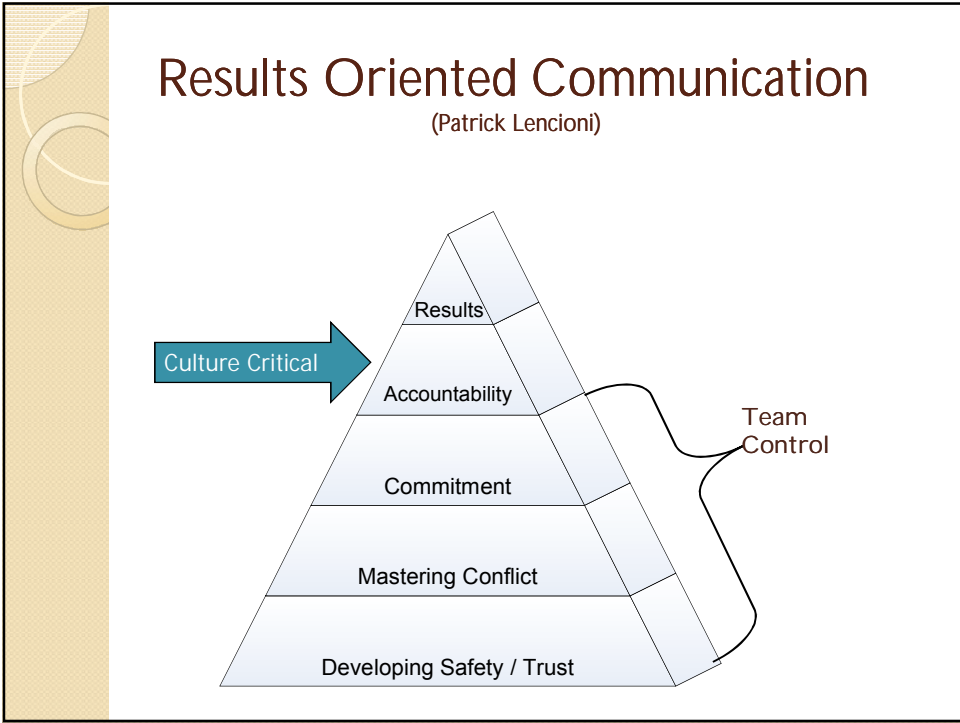 Results Oriented Communication
(Patrick Lencioni)
Results
Culture Critical
Accountability
Team
Control
Commitment
Mastering Conflict
Developing Safety / Trust